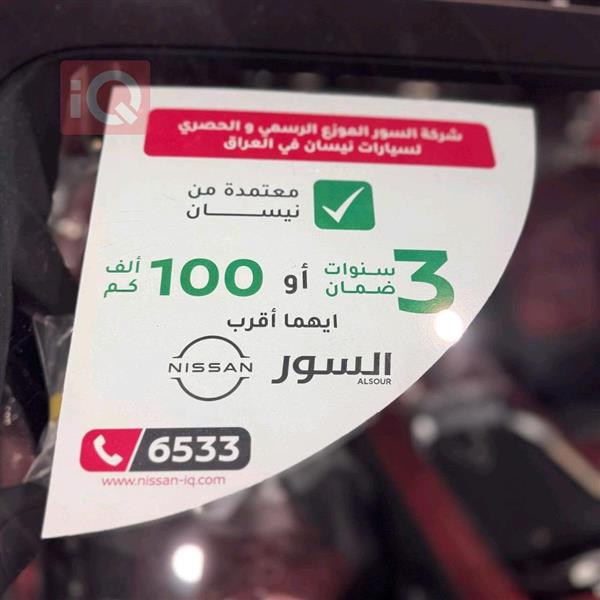 iQ
شركة السور الموزع الرسمي و الحصري
لسيارات نيسان في العراق
معتمدة من
نيســـان
3 سنوات ضمان أو 100 ألف كم
ايهما أقرب
NISSAN
السور
ALSOUR
6533
www.nissan-iq.com